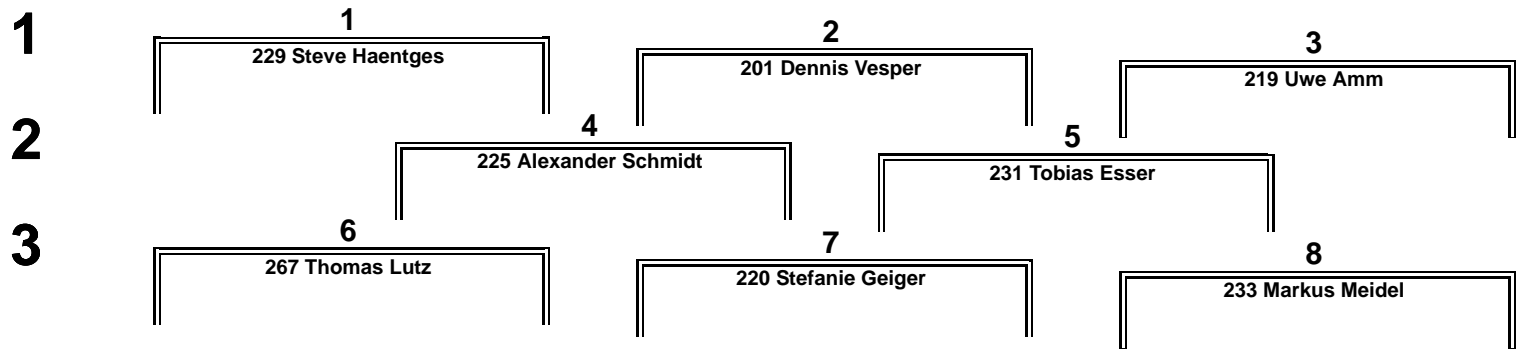 1
1
229 Steve Haentges
2
201 Dennis Vesper
3
219 Uwe Amm
2
4
225 Alexander Schmidt
5
231 Tobias Esser
3
6
267 Thomas Lutz
7
220 Stefanie Geiger
8
233 Markus Meidel